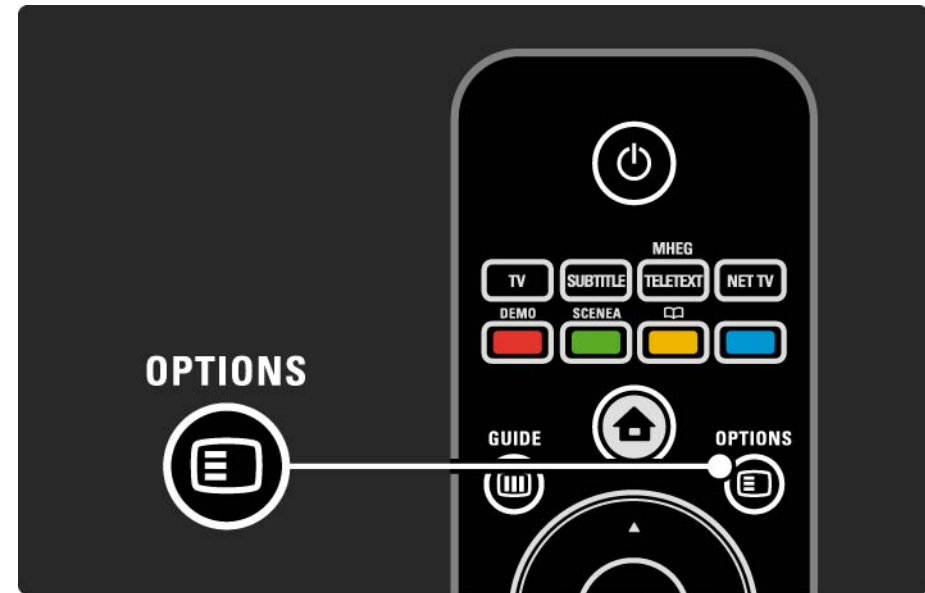 MHEG
TV SUBTITLE TELETEXT NET TV
DEMO SCENEA
OPTIONS
GUIDE OPTIONS